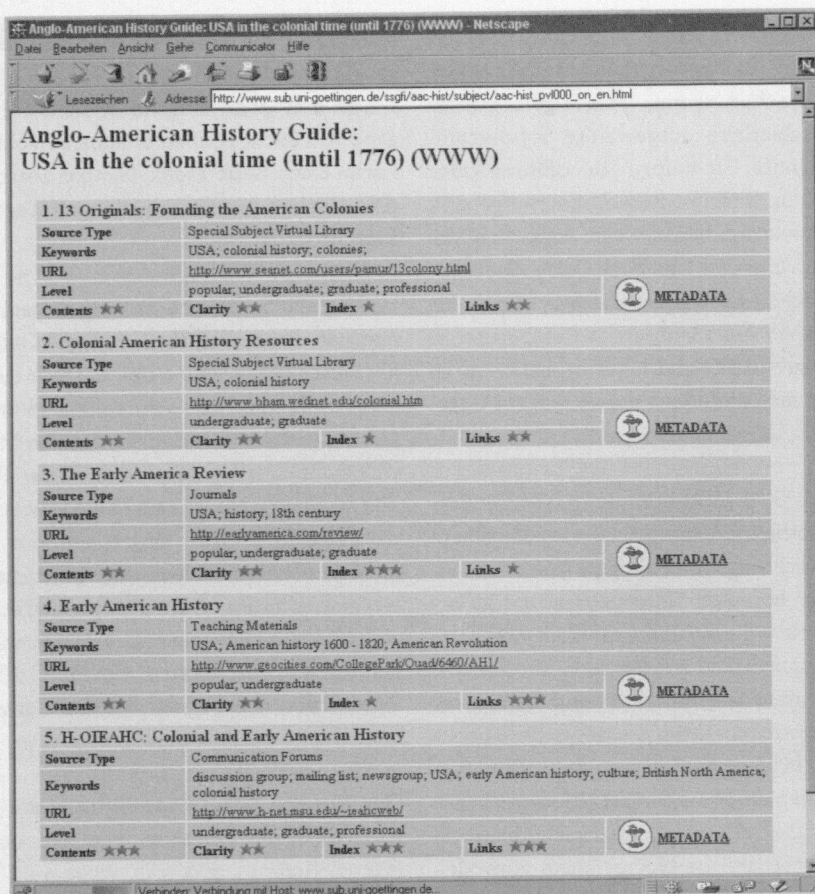 Anglo-American History Guide: USA in the colonial time (until 1776) (WWW) - Netscape
Datei Bearbeiten Ansicht Gehe Communicator Hilfe
N
Lesezeichen Adresse: http://www.sub.uni-goettingen.de/ssgfi/aac-hist/subject/aac-hist_pvl000_on_en.html
Anglo-American History Guide:
USA in the colonial time (until 1776) (WWW)
1. 13 Originals: Founding the American Colonies
Source Type Special Subject Virtual Library
Keywords USA; colonial history; colonies;
URL http://www.seanet.com/users/pamur/13colony.html
Level popular; undergraduate; graduate; professional
Contents ★★ Clarity ★★ Index ★ Links ★★ METADATA
2. Colonial American History Resources
Source Type Special Subject Virtual Library
Keywords USA; colonial history
URL http://www.bham.wednet.edu/colonial.htm
Level undergraduate; graduate
Contents ★★ Clarity ★★ Index ★ Links ★★ METADATA
3. The Early America Review
Source Type Journals
Keywords USA; history; 18th century
URL http://earlyamerica.com/review/
Level popular; undergraduate; graduate
Contents ★★ Clarity ★★ Index ★★★ Links ★ METADATA
4. Early American History
Source Type Teaching Materials
Keywords USA; American history 1600 - 1820; American Revolution
URL http://www.geocities.com/CollegePark/Quad/6460/AH1/
Level popular; undergraduate
Contents ★★ Clarity ★★ Index ★ Links ★★★ METADATA
5. H-OIEAHC: Colonial and Early American History
Source Type Communication Forums
Keywords discussion group; mailing list; newsgroup; USA; early American history; culture; British North America;
colonial history
URL http://www.h-net.msu.edu/~ieahcweb/
Level undergraduate; graduate; professional
Contents ★★★ Clarity ★★ Index ★★★ Links ★★★ METADATA
Verbinden: Verbindung mit Host: www.sub.uni-goettingen.de...